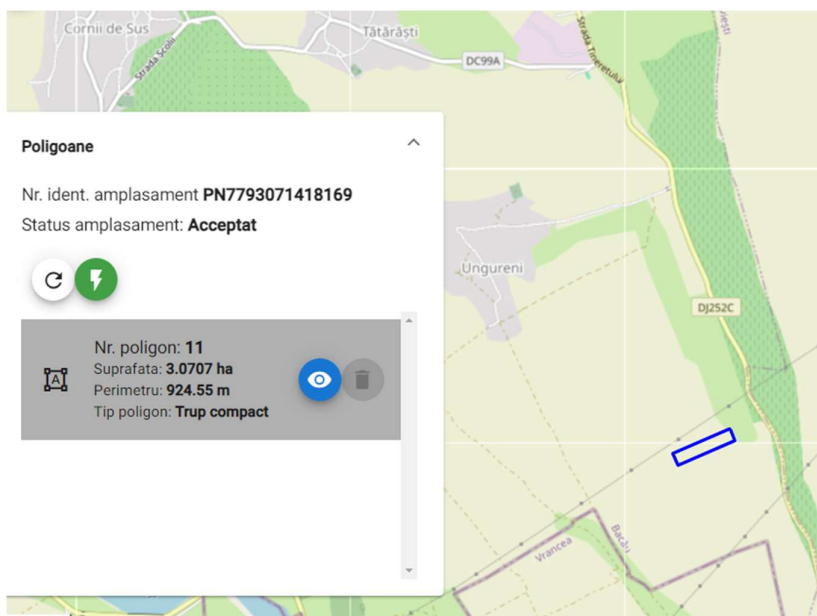 Cornii de Sus
Strada Școlii
Tătărăști
DC99A
Strada Tineretului
Poligoane
Nr. ident. amplasament PN7793071418169
Status amplasament: Acceptat
Nr. poligon: 11
Suprafata: 3.0707 ha
Perimetru: 924.55 m
Tip poligon: Trup compact
A
Ungureni
DJ252C
Vrancea
Bacău